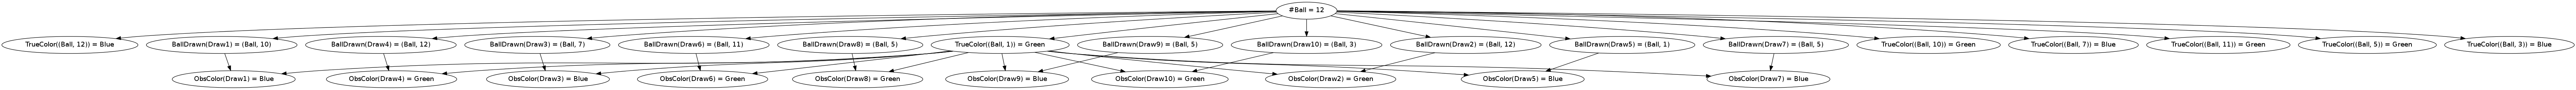 #Ball = 12
TrueColor((Ball, 12)) = Blue
BallDrawn(Draw1) = (Ball, 10)
BallDrawn(Draw4) = (Ball, 12)
BallDrawn(Draw3) = (Ball, 7)
BallDrawn(Draw6) = (Ball, 11)
BallDrawn(Draw8) = (Ball, 5)
TrueColor((Ball, 1)) = Green
BallDrawn(Draw9) = (Ball, 5)
BallDrawn(Draw10) = (Ball, 3)
BallDrawn(Draw2) = (Ball, 12)
BallDrawn(Draw5) = (Ball, 1)
BallDrawn(Draw7) = (Ball, 5)
TrueColor((Ball, 10)) = Green
TrueColor((Ball, 7)) = Blue
TrueColor((Ball, 11)) = Green
TrueColor((Ball, 5)) = Green
TrueColor((Ball, 3)) = Blue
ObsColor(Draw1) = Blue
ObsColor(Draw4) = Green
ObsColor(Draw3) = Blue
ObsColor(Draw6) = Green
ObsColor(Draw8) = Green
ObsColor(Draw9) = Blue
ObsColor(Draw10) = Green
ObsColor(Draw2) = Green
ObsColor(Draw5) = Blue
ObsColor(Draw7) = Blue